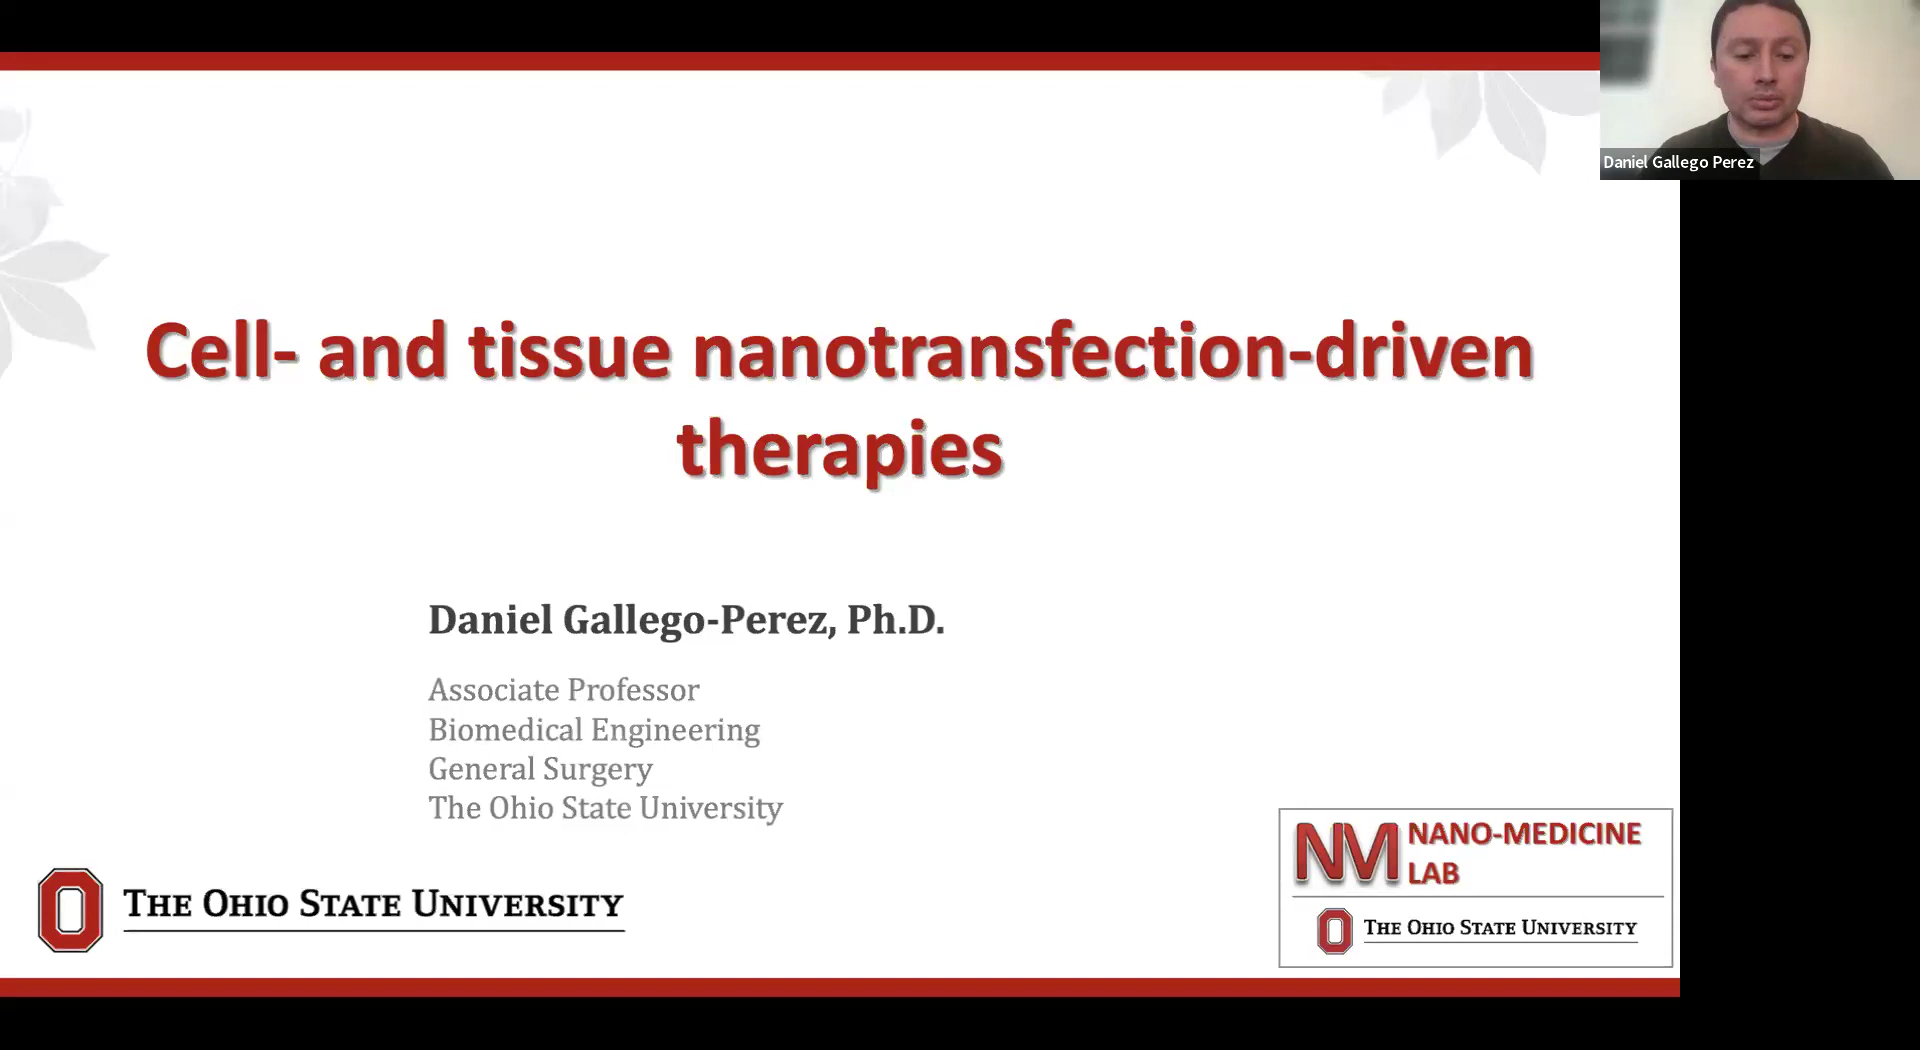 Daniel Gallego Perez
Cell- and tissue nanotransfection-driven
therapies
Daniel Gallego-Perez, Ph.D.
Associate Professor
Biomedical Engineering
General Surgery
The Ohio State University
THE OHIO STATE UNIVERSITY
NM NANO-MEDICINE
LAB
THE OHIO STATE UNIVERSITY